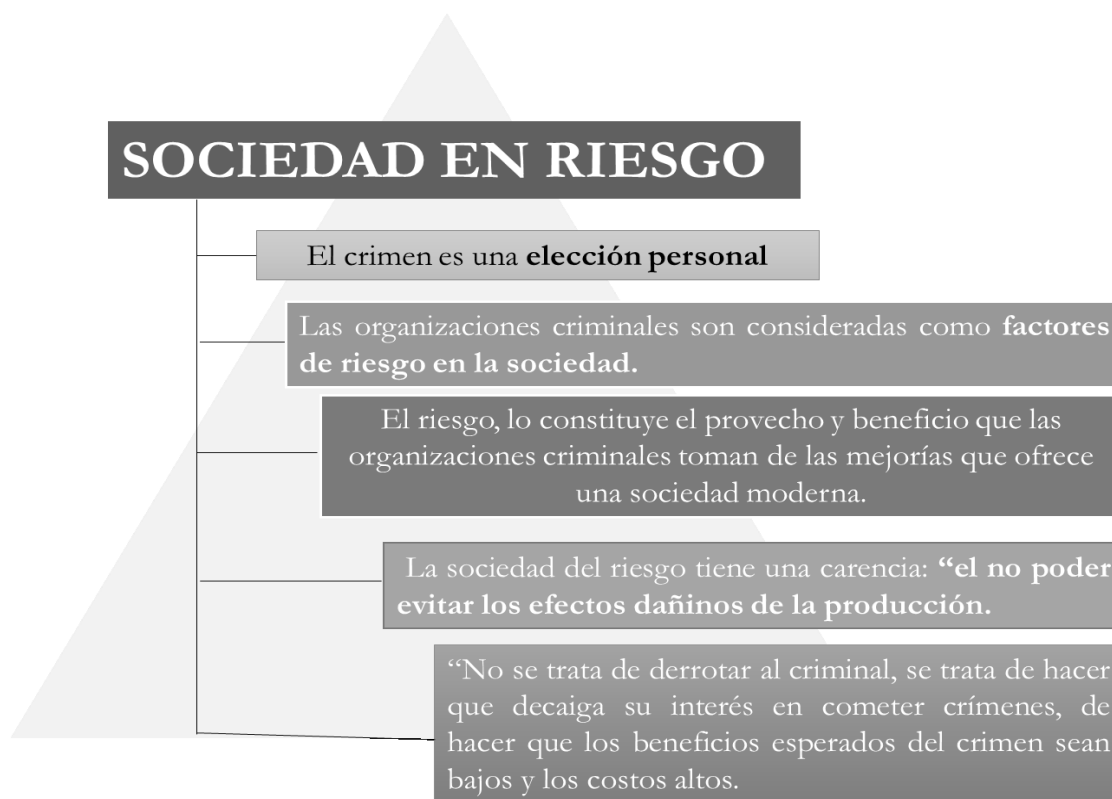 SOCIEDAD EN RIESGO
El crimen es una elección personal
Las organizaciones criminales son consideradas como factores
de riesgo en la sociedad.
El riesgo, lo constituye el provecho y beneficio que las
organizaciones criminales toman de las mejorías que ofrece
una sociedad moderna.
La sociedad del riesgo tiene una carencia: “el no poder
evitar los efectos dañinos de la producción.
“No se trata de derrotar al criminal, se trata de hacer
que decaiga su interés en cometer crímenes, de
hacer que los beneficios esperados del crimen sean
bajos y los costos altos.